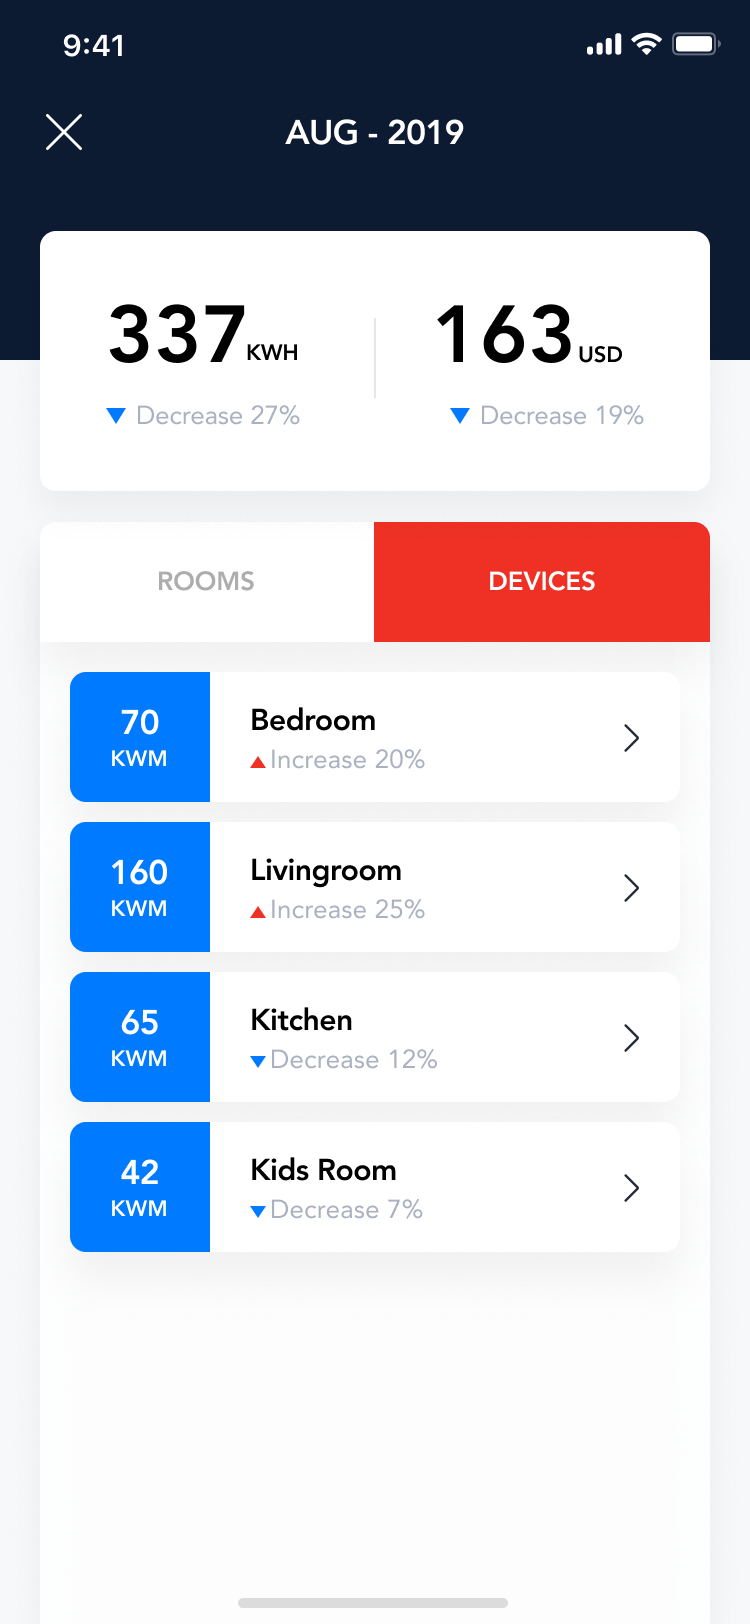 9:41
AUG - 2019
337 KWH
163 USD
Decrease 27%
Decrease 19%
ROOMS
DEVICES
70
KWM
Bedroom
Increase 20%
160
KWM
Livingroom
Increase 25%
65
KWM
Kitchen
Decrease 12%
42
KWM
Kids Room
Decrease 7%